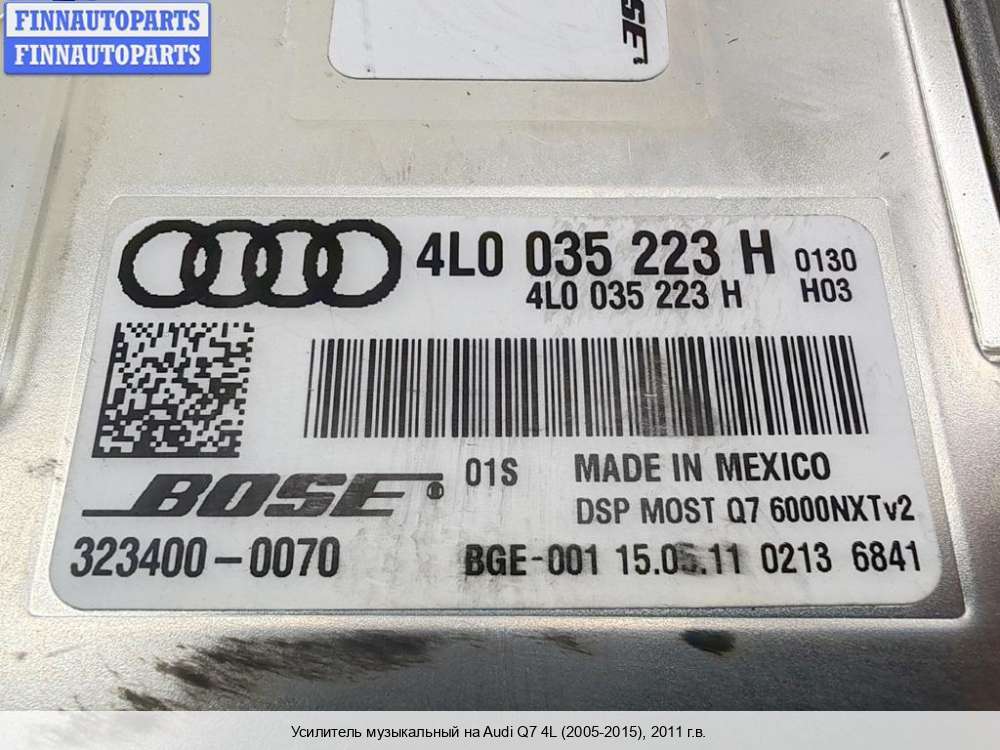 FINNAUTOPARTS
FINNAUTOPARTS
4L0 035 223 H 0130
4L0 035 223 H H03
BOSE 01S MADE IN MEXICO
DSP MOST Q7 6000NXTv2
323400-0070 BGE-001 15.05.11 0213 6841
Усилитель музыкальный на Audi Q7 4L (2005-2015), 2011 г.в.